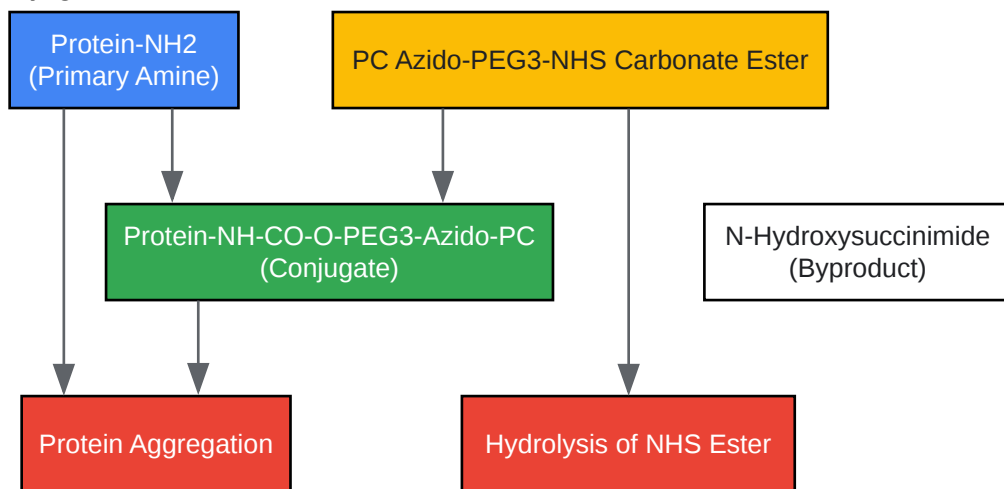 Protein-NH2
(Primary Amine)
PC Azido-PEG3-NHS Carbonate Ester
Protein-NH-CO-O-PEG3-Azido-PC
(Conjugate)
N-Hydroxysuccinimide
(Byproduct)
Protein Aggregation
Hydrolysis of NHS Ester